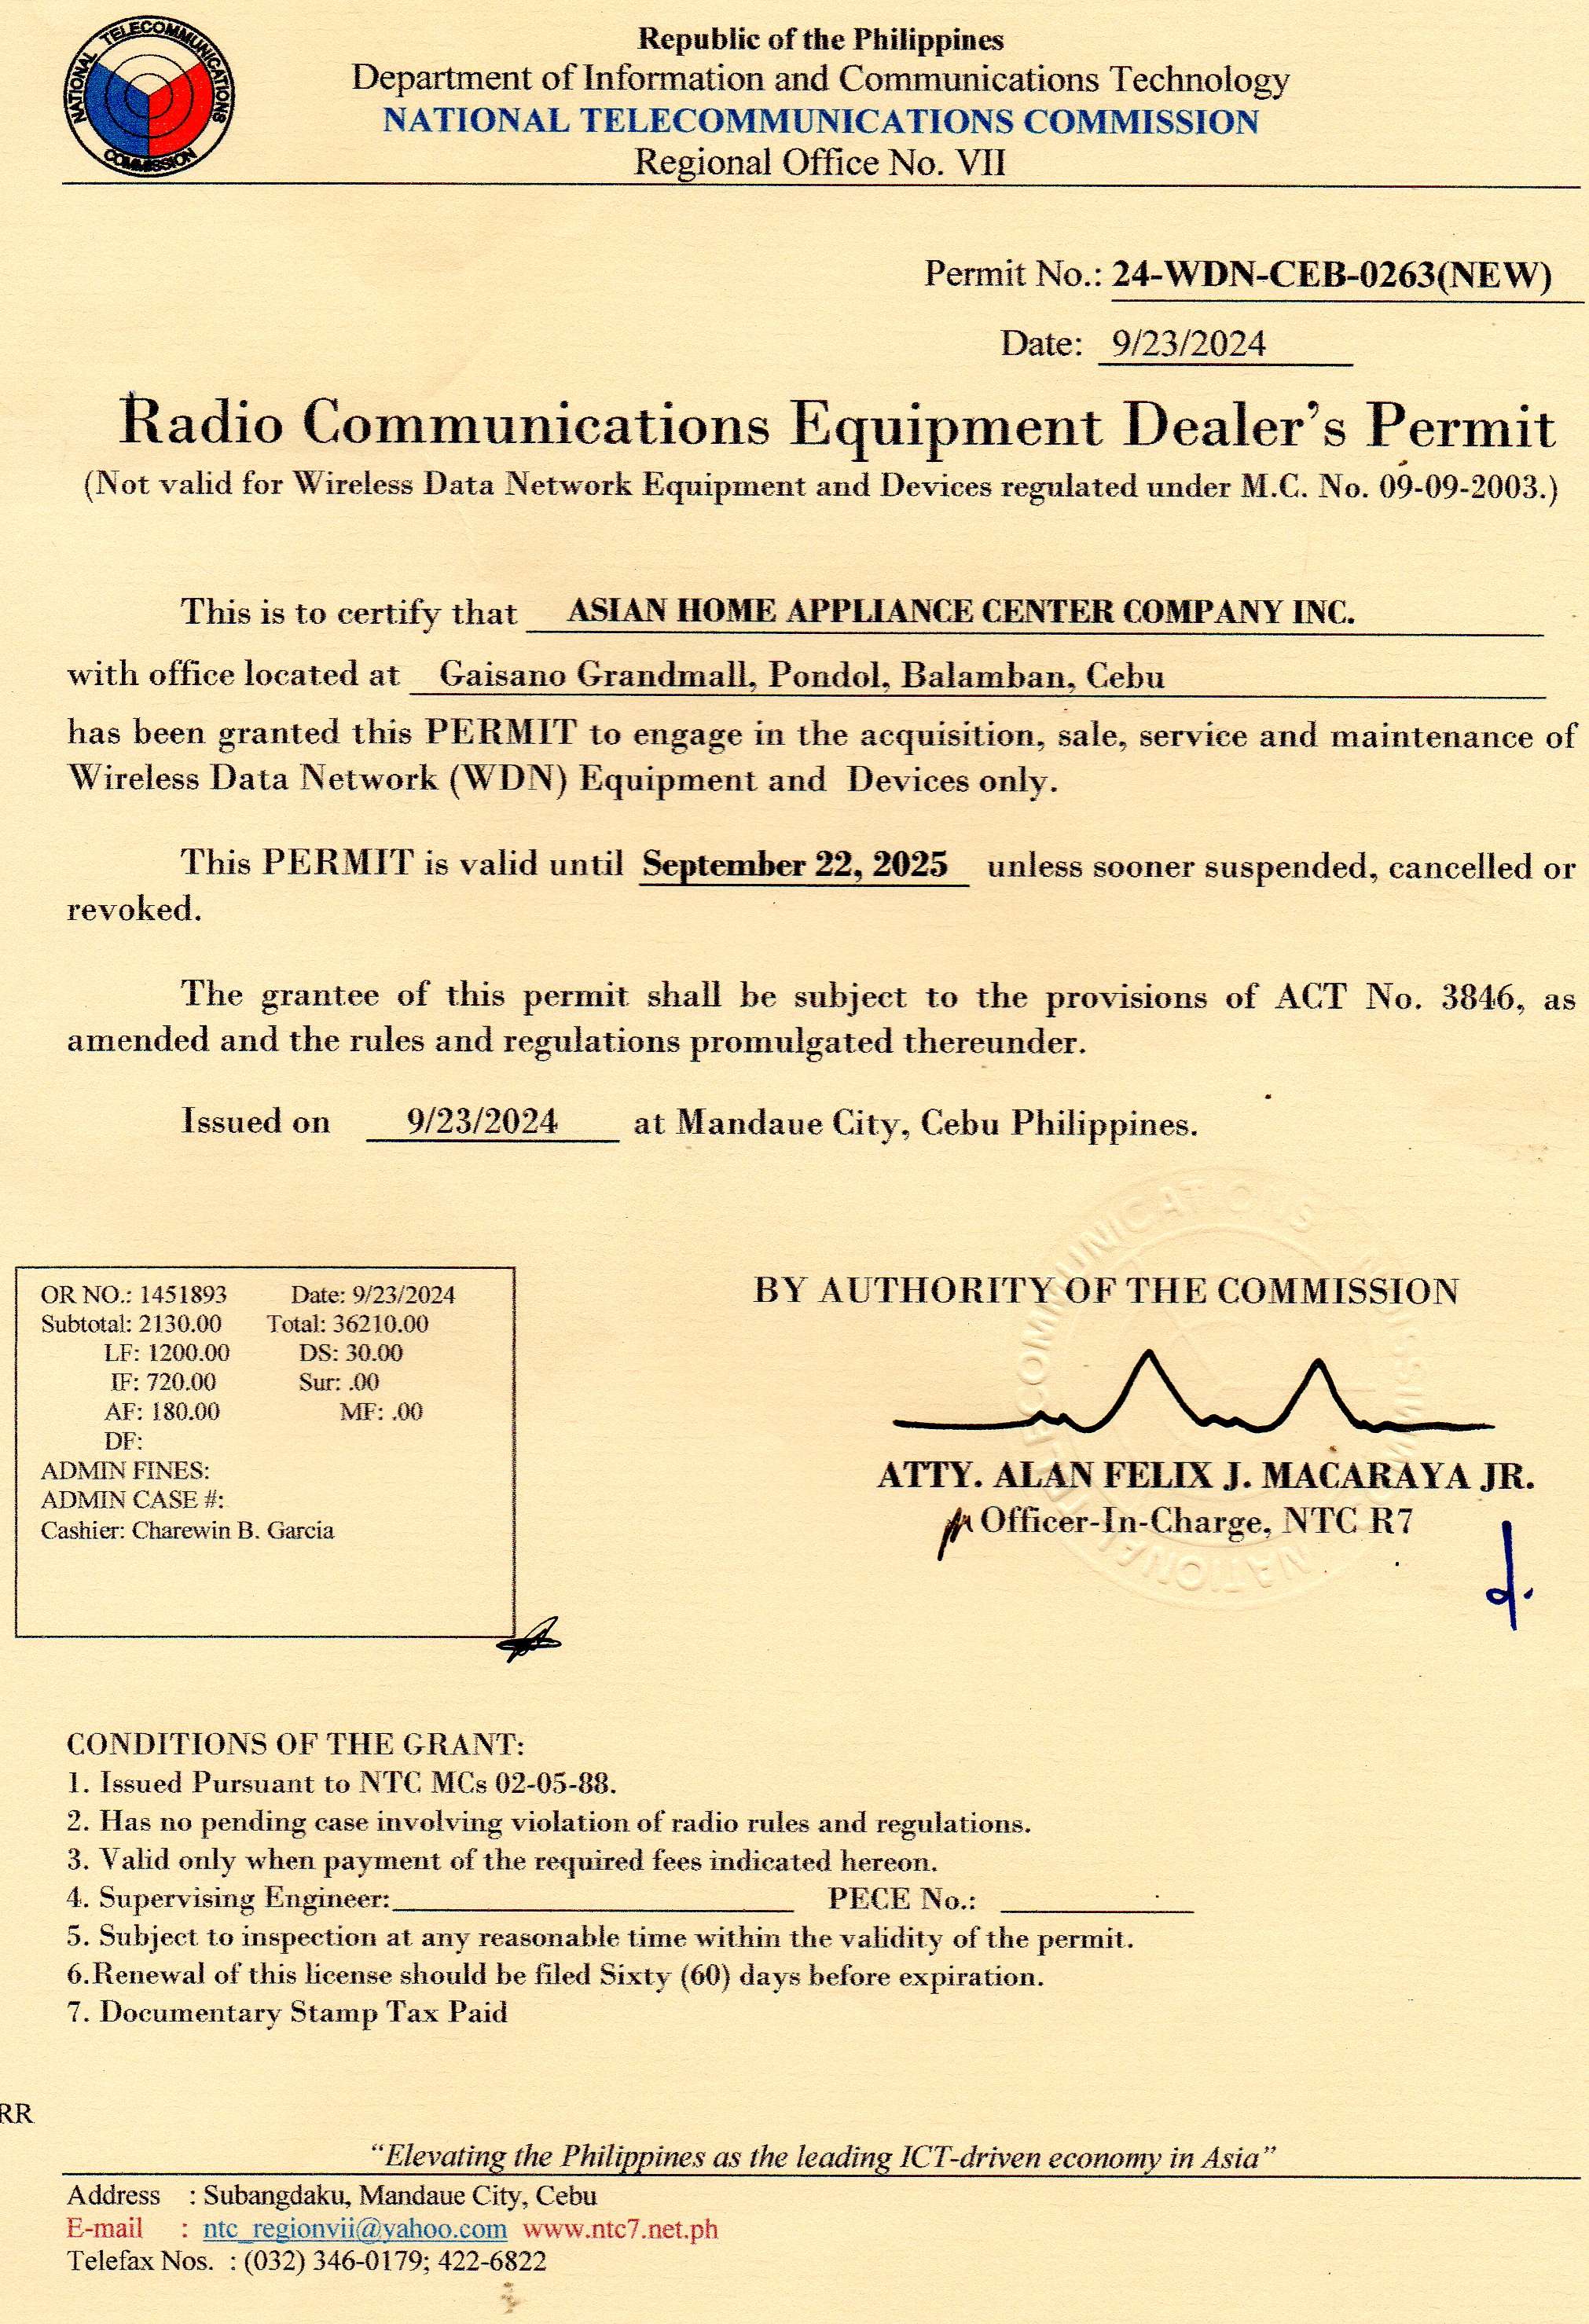 NATIONAL TELECOMMUNICATIONS COMMISSION
Republic of the Philippines
Department of Information and Communications Technology
NATIONAL TELECOMMUNICATIONS COMMISSION
Regional Office No. VII
Permit No.: 24-WDN-CEB-0263(NEW)
Date: 9/23/2024
Radio Communications Equipment Dealer's Permit
(Not valid for Wireless Data Network Equipment and Devices regulated under M.C. No. 09-09-2003.)
This is to certify that ASIAN HOME APPLIANCE CENTER COMPANY INC.
with office located at Gaisano Grandmall, Pondol, Balamban, Cebu
has been granted this PERMIT to engage in the acquisition, sale, service and maintenance of
Wireless Data Network (WDN) Equipment and Devices only.
This PERMIT is valid until September 22, 2025 unless sooner suspended, cancelled or
revoked.
The grantee of this permit shall be subject to the provisions of ACT No. 3846, as
amended and the rules and regulations promulgated thereunder.
Issued on 9/23/2024 at Mandaue City, Cebu Philippines.
OR NO.: 1451893 Date: 9/23/2024
Subtotal: 2130.00 Total: 36210.00
LF: 1200.00 DS: 30.00
IF: 720.00 Sur: .00
AF: 180.00 MF: .00
DF:
ADMIN FINES:
ADMIN CASE #:
Cashier: Charewin B. Garcia
BY AUTHORITY OF THE COMMISSION
ATTY. ALAN FELIX J. MACARAYA JR.
Officer-In-Charge, NTC R7
CONDITIONS OF THE GRANT:
1. Issued Pursuant to NTC MCs 02-05-88.
2. Has no pending case involving violation of radio rules and regulations.
3. Valid only when payment of the required fees indicated hereon.
4. Supervising Engineer: PECE No.:
5. Subject to inspection at any reasonable time within the validity of the permit.
6.Renewal of this license should be filed Sixty (60) days before expiration.
7. Documentary Stamp Tax Paid
RR
"Elevating the Philippines as the leading ICT-driven economy in Asia"
Address : Subangdaku, Mandaue City, Cebu
E-mail : ntc_regionvii@yahoo.com www.ntc7.net.ph
Telefax Nos. : (032) 346-0179; 422-6822